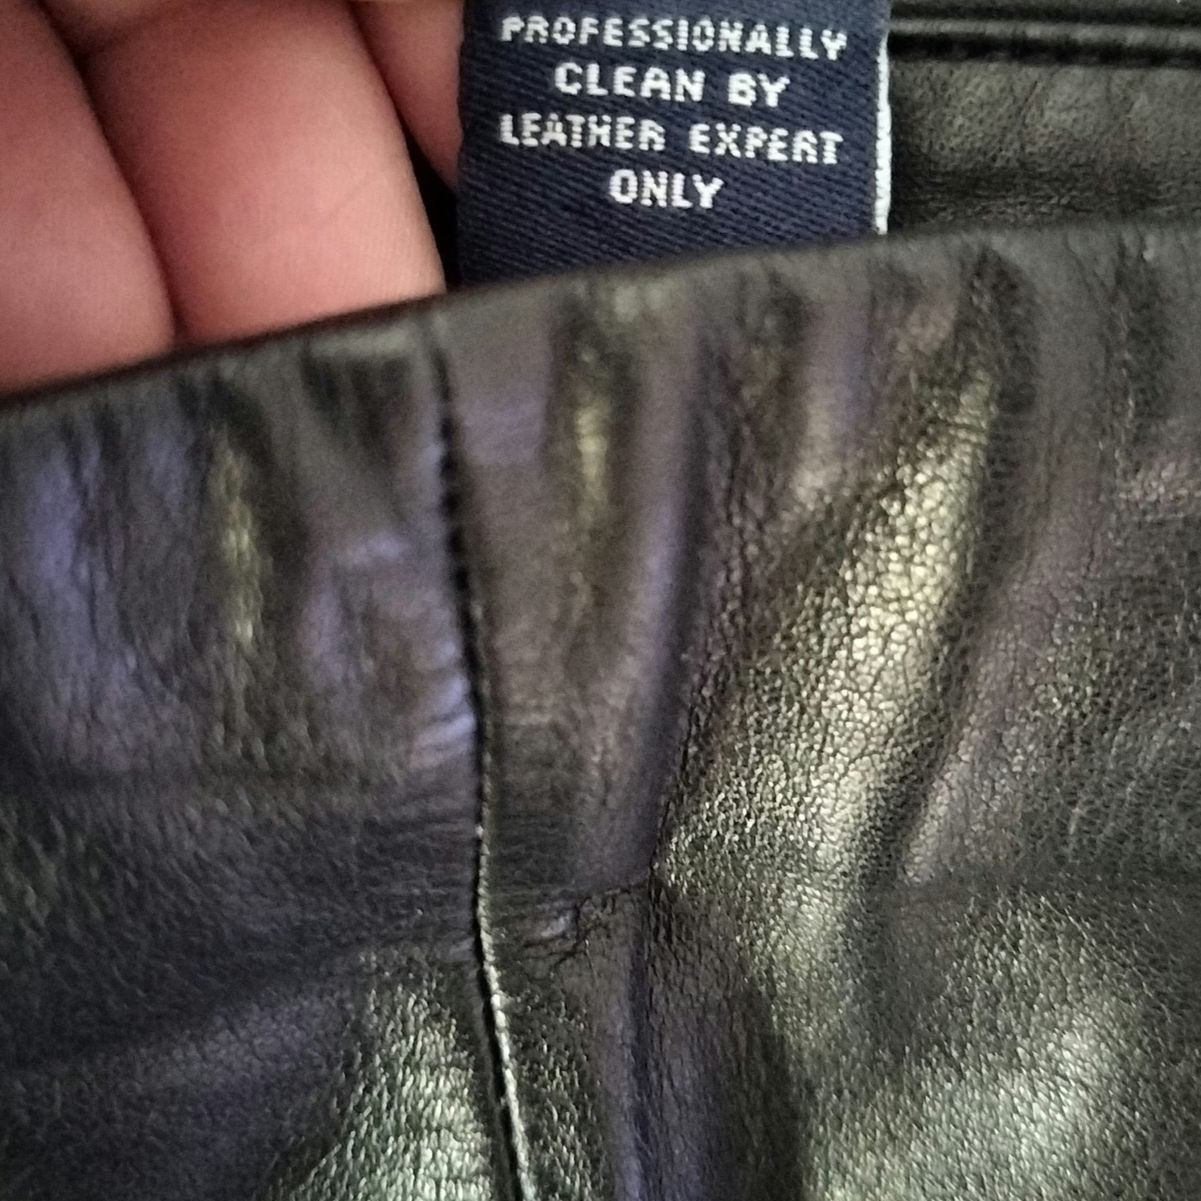 PROFESSIONALLY
CLEAN BY
LEATHER EXPERT
ONLY